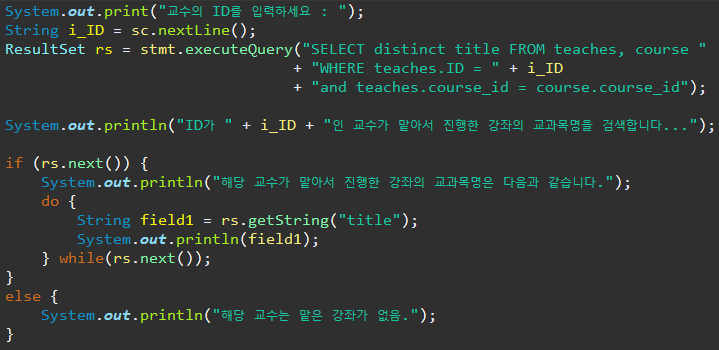 System.out.print("교수의 ID를 입력하세요 : ");
String i_ID = sc.nextLine();
ResultSet rs = stmt.executeQuery("SELECT distinct title FROM teaches, course "
+ "WHERE teaches.ID = " + i_ID
+ "and teaches.course_id = course.course_id");
System.out.println("ID가 " + i_ID + "인 교수가 맡아서 진행한 강좌의 교과목명을 검색합니다...");
if (rs.next()) {
System.out.println("해당 교수가 맡아서 진행한 강좌의 교과목명은 다음과 같습니다.");
do {
String field1 = rs.getString("title");
System.out.println(field1);
} while(rs.next());
}
else {
System.out.println("해당 교수는 맡은 강좌가 없음.");
}